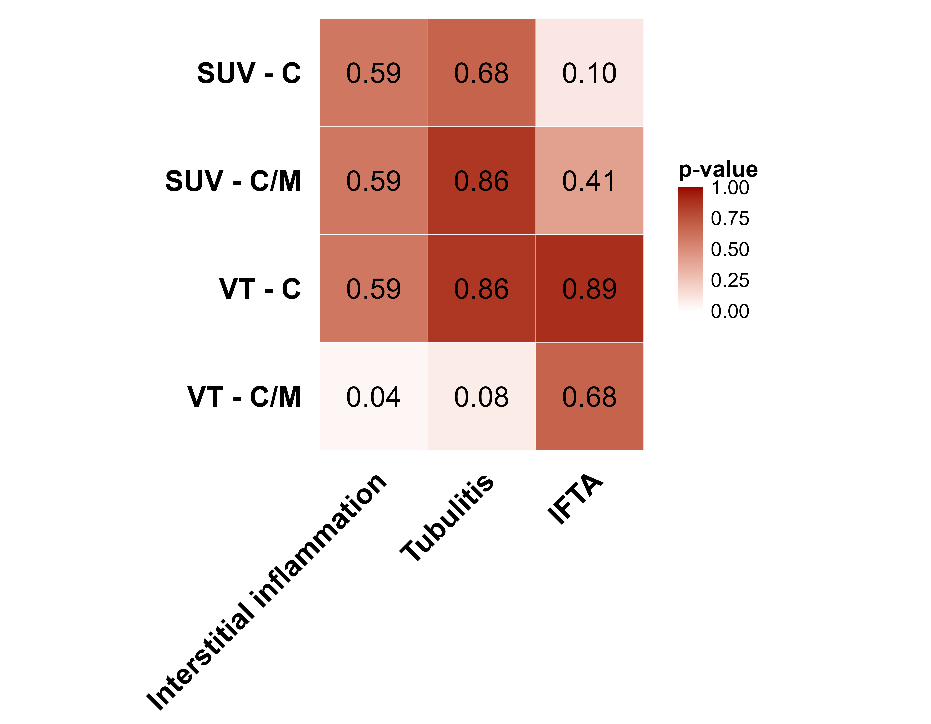 SUV - C 0.59 0.68 0.10
SUV - C/M 0.59 0.86 0.41
VT - C 0.59 0.86 0.89
VT - C/M 0.04 0.08 0.68
Interstitial inflammation
Tubulitis
IFTA
p-value
1.00
0.75
0.50
0.25
0.00